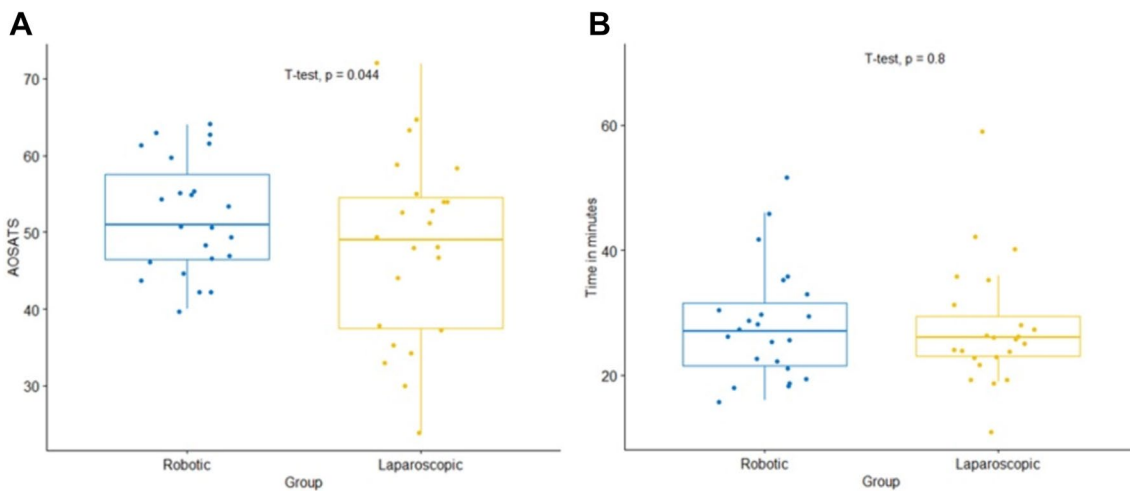 A
T-test, p = 0.044
70
60
50
40
30
AOSATS
Robotic
Laparoscopic
Group
B
T-test, p = 0.8
60
40
20
Time in minutes
Robotic
Laparoscopic
Group